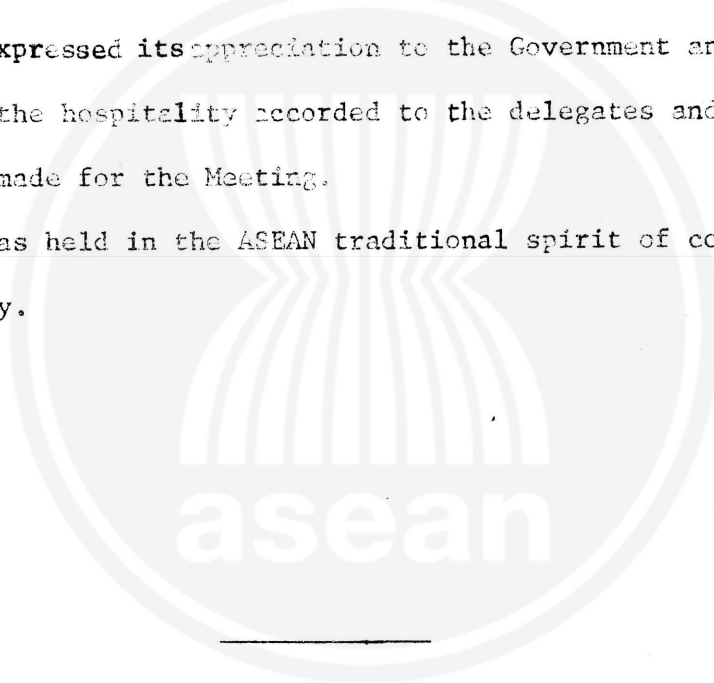 xpressed its appreciation to the Government an
the hospitality accorded to the delegates and
made for the Meeting.
as held in the ASEAN traditional spirit of co
y.
asean